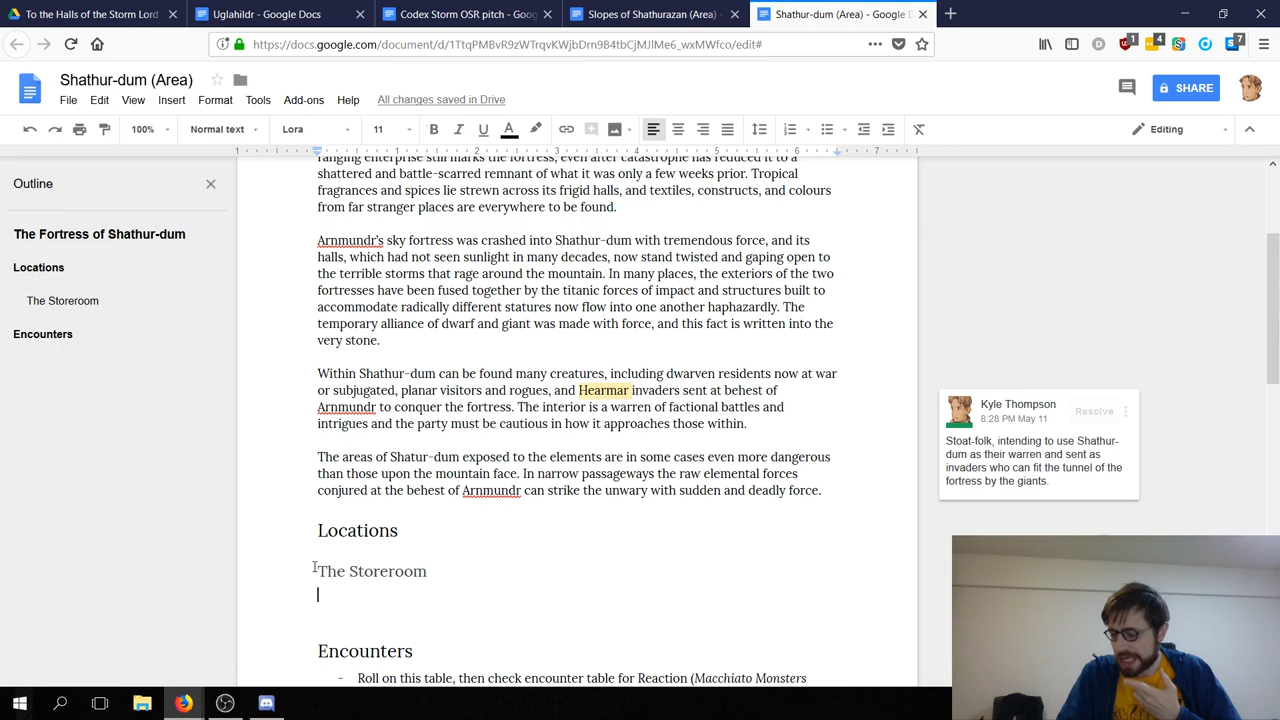 To the Halls of the Storm Lord
Uglahildr - Google Docs
Codex Storm OSR pitch - Goog
Slopes of Shathurazan (Area) -
Shathur-dum (Area) - Google D
https://docs.google.com/document/d/1TtqPMBvR9zWTrqvKWjbDrn9B4tbCjMJlMe6_wxMWfco/edit#
1
4
7
Shathur-dum (Area)
File Edit View Insert Format Tools Add-ons Help All changes saved in Drive
SHARE
100% Normal text Lora 11 Editing
1 1 2 3 4 5 6 7
Outline
The Fortress of Shathur-dum
Locations
The Storeroom
Encounters
ranging enterprise still marks the fortress, even after catastrophe has reduced it to a
shattered and battle-scarred remnant of what it was only a few weeks prior. Tropical
fragrances and spices lie strewn across its frigid halls, and textiles, constructs, and colours
from far stranger places are everywhere to be found.
Arnmundr's sky fortress was crashed into Shathur-dum with tremendous force, and its
halls, which had not seen sunlight in many decades, now stand twisted and gaping open to
the terrible storms that rage around the mountain. In many places, the exteriors of the two
fortresses have been fused together by the titanic forces of impact and structures built to
accommodate radically different statures now flow into one another haphazardly. The
temporary alliance of dwarf and giant was made with force, and this fact is written into the
very stone.
Within Shathur-dum can be found many creatures, including dwarven residents now at war
or subjugated, planar visitors and rogues, and Hearmar invaders sent at behest of
Arnmundr to conquer the fortress. The interior is a warren of factional battles and
intrigues and the party must be cautious in how it approaches those within.
The areas of Shatur-dum exposed to the elements are in some cases even more dangerous
than those upon the mountain face. In narrow passageways the raw elemental forces
conjured at the behest of Arnmundr can strike the unwary with sudden and deadly force.
Locations
The Storeroom
Encounters
- Roll on this table, then check encounter table for Reaction (Macchiato Monsters
Kyle Thompson
8:28 PM May 11
Resolve
Stoat-folk, intending to use Shathur-
dum as their warren and sent as
invaders who can fit the tunnel of the
fortress by the giants.